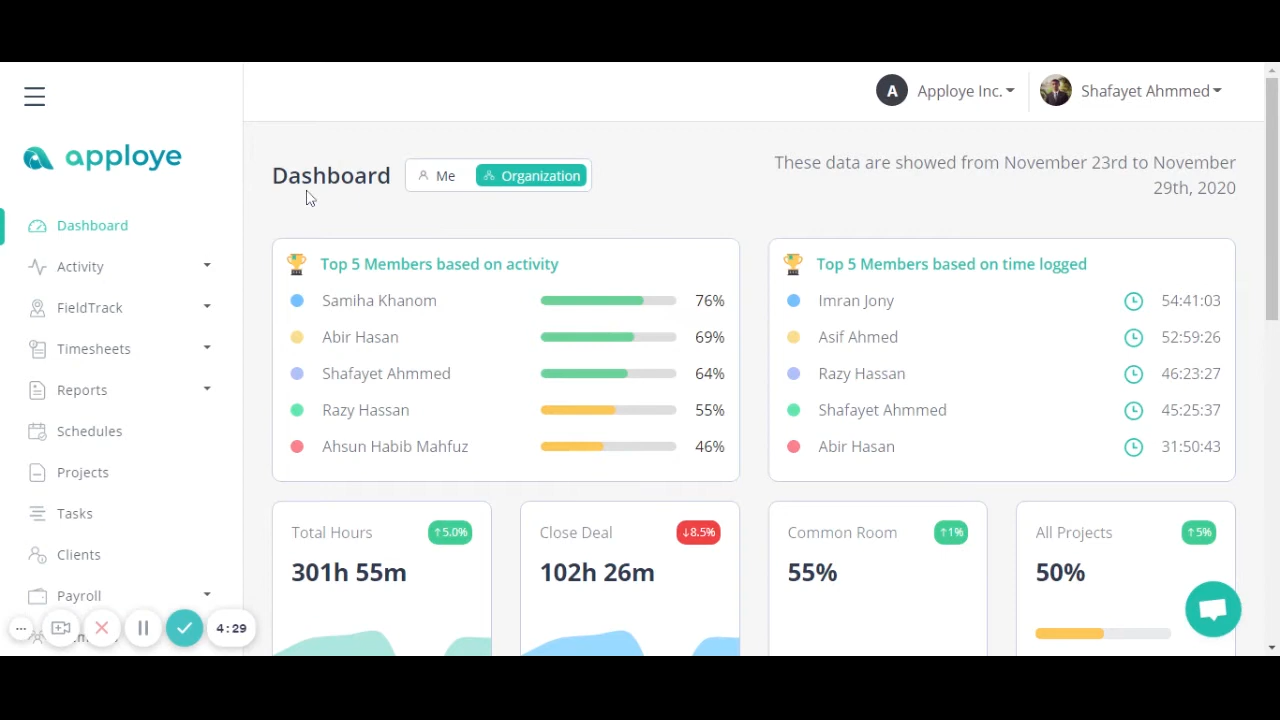 A Apploye Inc. Shafayet Ahmmed
apploye
Dashboard Me Organization
These data are showed from November 23rd to November
29th, 2020
Dashboard
Activity
FieldTrack
Timesheets
Reports
Schedules
Projects
Tasks
Clients
Payroll
4:29
Top 5 Members based on activity
Samiha Khanom 76%
Abir Hasan 69%
Shafayet Ahmmed 64%
Razy Hassan 55%
Ahsun Habib Mahfuz 46%
Top 5 Members based on time logged
Imran Jony 54:41:03
Asif Ahmed 52:59:26
Razy Hassan 46:23:27
Shafayet Ahmmed 45:25:37
Abir Hasan 31:50:43
Total Hours ↑5.0%
301h 55m
Close Deal ↓8.5%
102h 26m
Common Room ↑1%
55%
All Projects ↑5%
50%